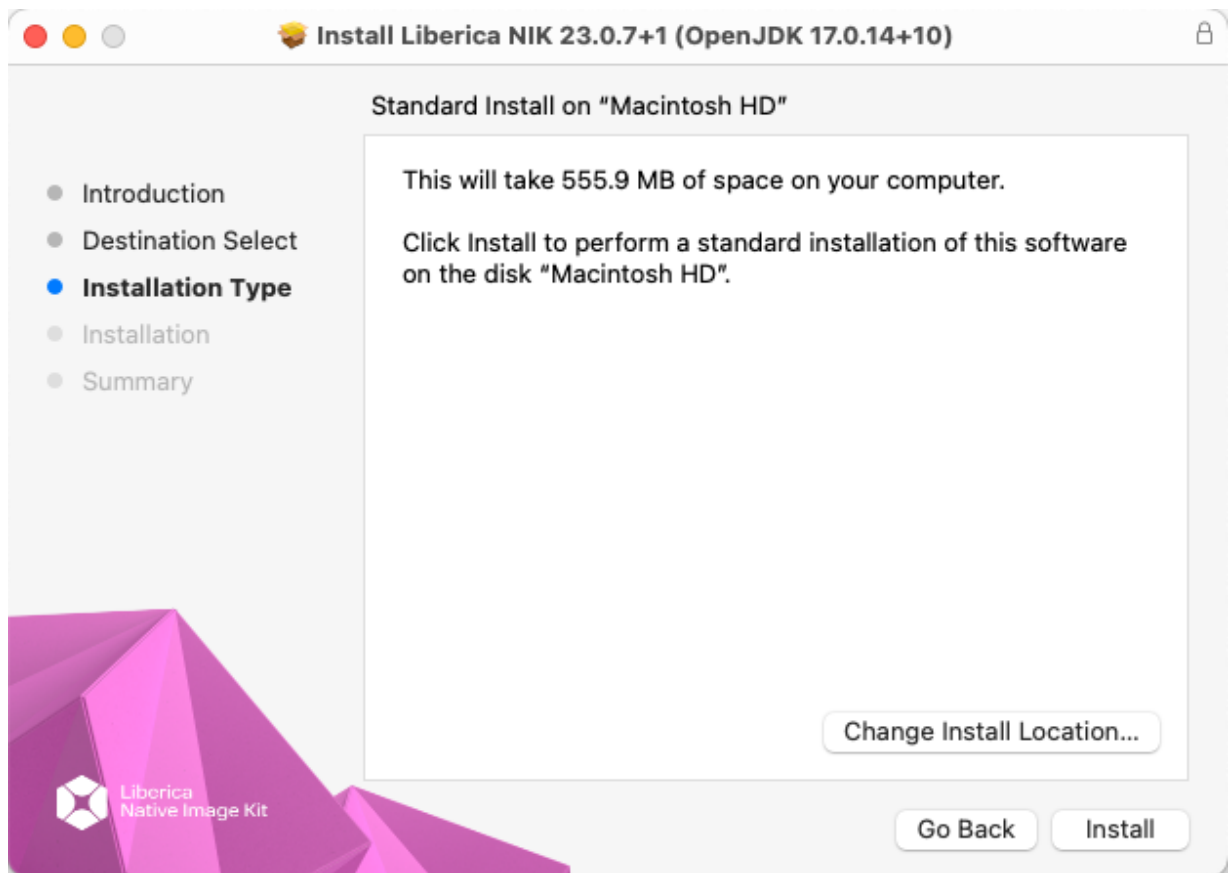 Install Liberica NIK 23.0.7+1 (OpenJDK 17.0.14+10)
Standard Install on “Macintosh HD”
Introduction
Destination Select
Installation Type
Installation
Summary
This will take 555.9 MB of space on your computer.
Click Install to perform a standard installation of this software
on the disk “Macintosh HD”.
Change Install Location...
Liberica
Native Image Kit
Go Back
Install